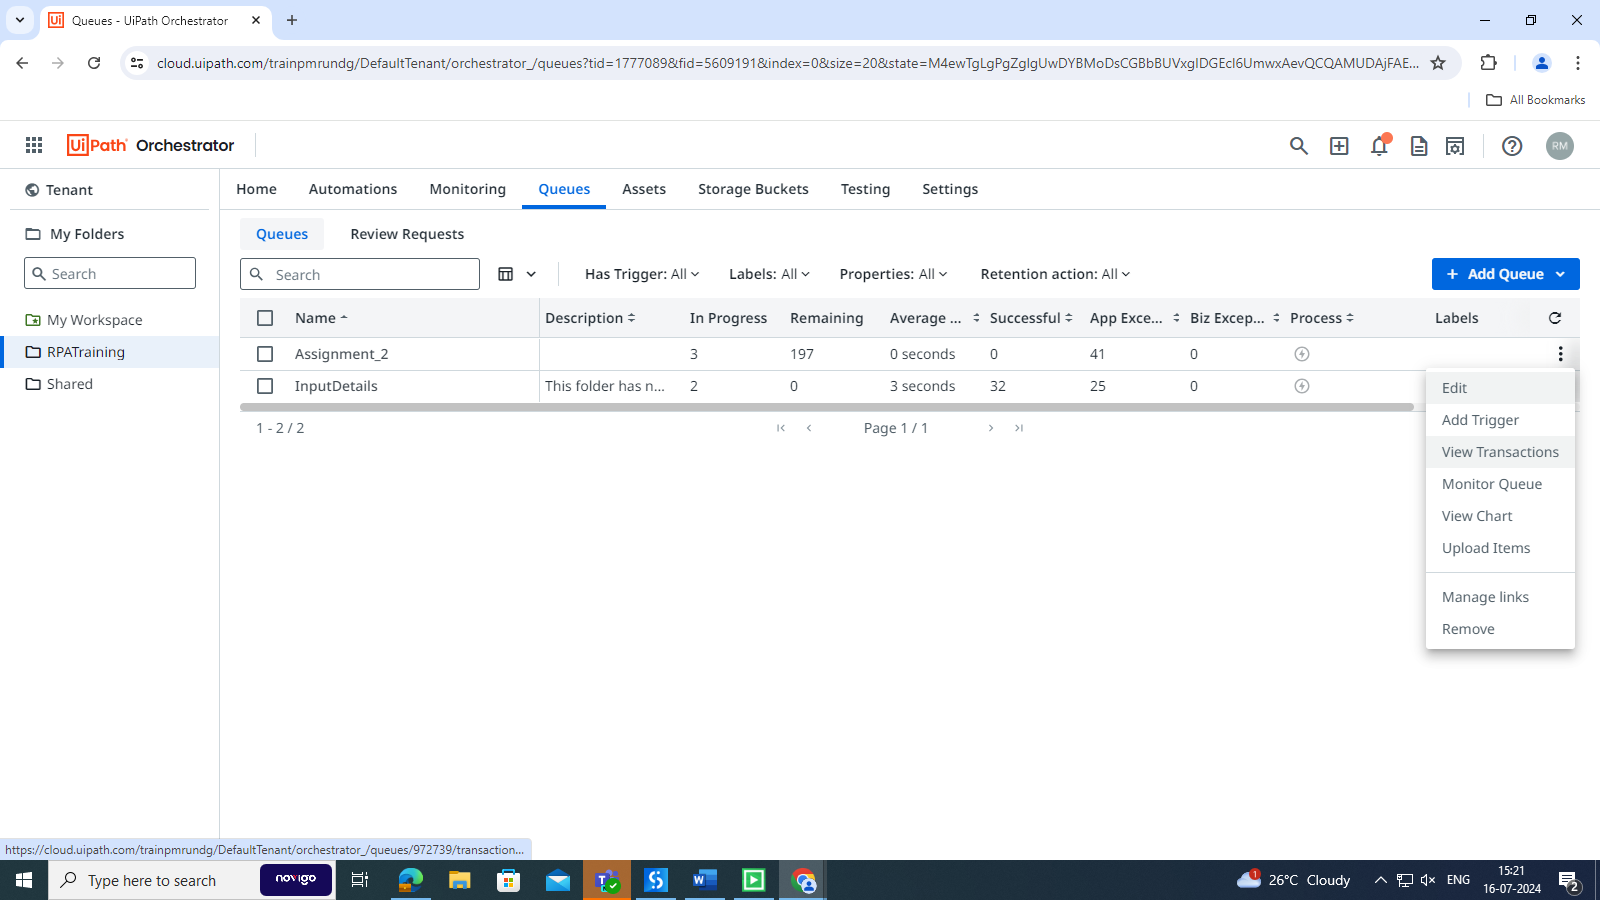 Queues - UiPath Orchestrator
cloud.uipath.com/trainpmrundg/DefaultTenant/orchestrator_/queues?tid=1777089&fid=5609191&index=0&size=20&state=M4ewTgLgPgZglgUwDYBMoDsCGBbBUVxgIDGEcI6UmwxAevQCQAMUDAjFAE...
All Bookmarks
UiPath Orchestrator
RM
Tenant
Home Automations Monitoring Queues Assets Storage Buckets Testing Settings
My Folders
Queues Review Requests
Search
Search Has Trigger: All Labels: All Properties: All Retention action: All + Add Queue
Name Description In Progress Remaining Average ... Successful App Exce... Biz Excep... Process Labels
My Workspace
RPATraining
Shared
Assignment_2 3 197 0 seconds 0 41 0
InputDetails This folder has n... 2 0 3 seconds 32 25 0
1 - 2 / 2 Page 1 / 1
Edit
Add Trigger
View Transactions
Monitor Queue
View Chart
Upload Items
Manage links
Remove
https://cloud.uipath.com/trainpmrundg/DefaultTenant/orchestrator_/queues/972739/transaction...
Type here to search novigo 1 26°C Cloudy ENG 15:21
16-07-2024 2